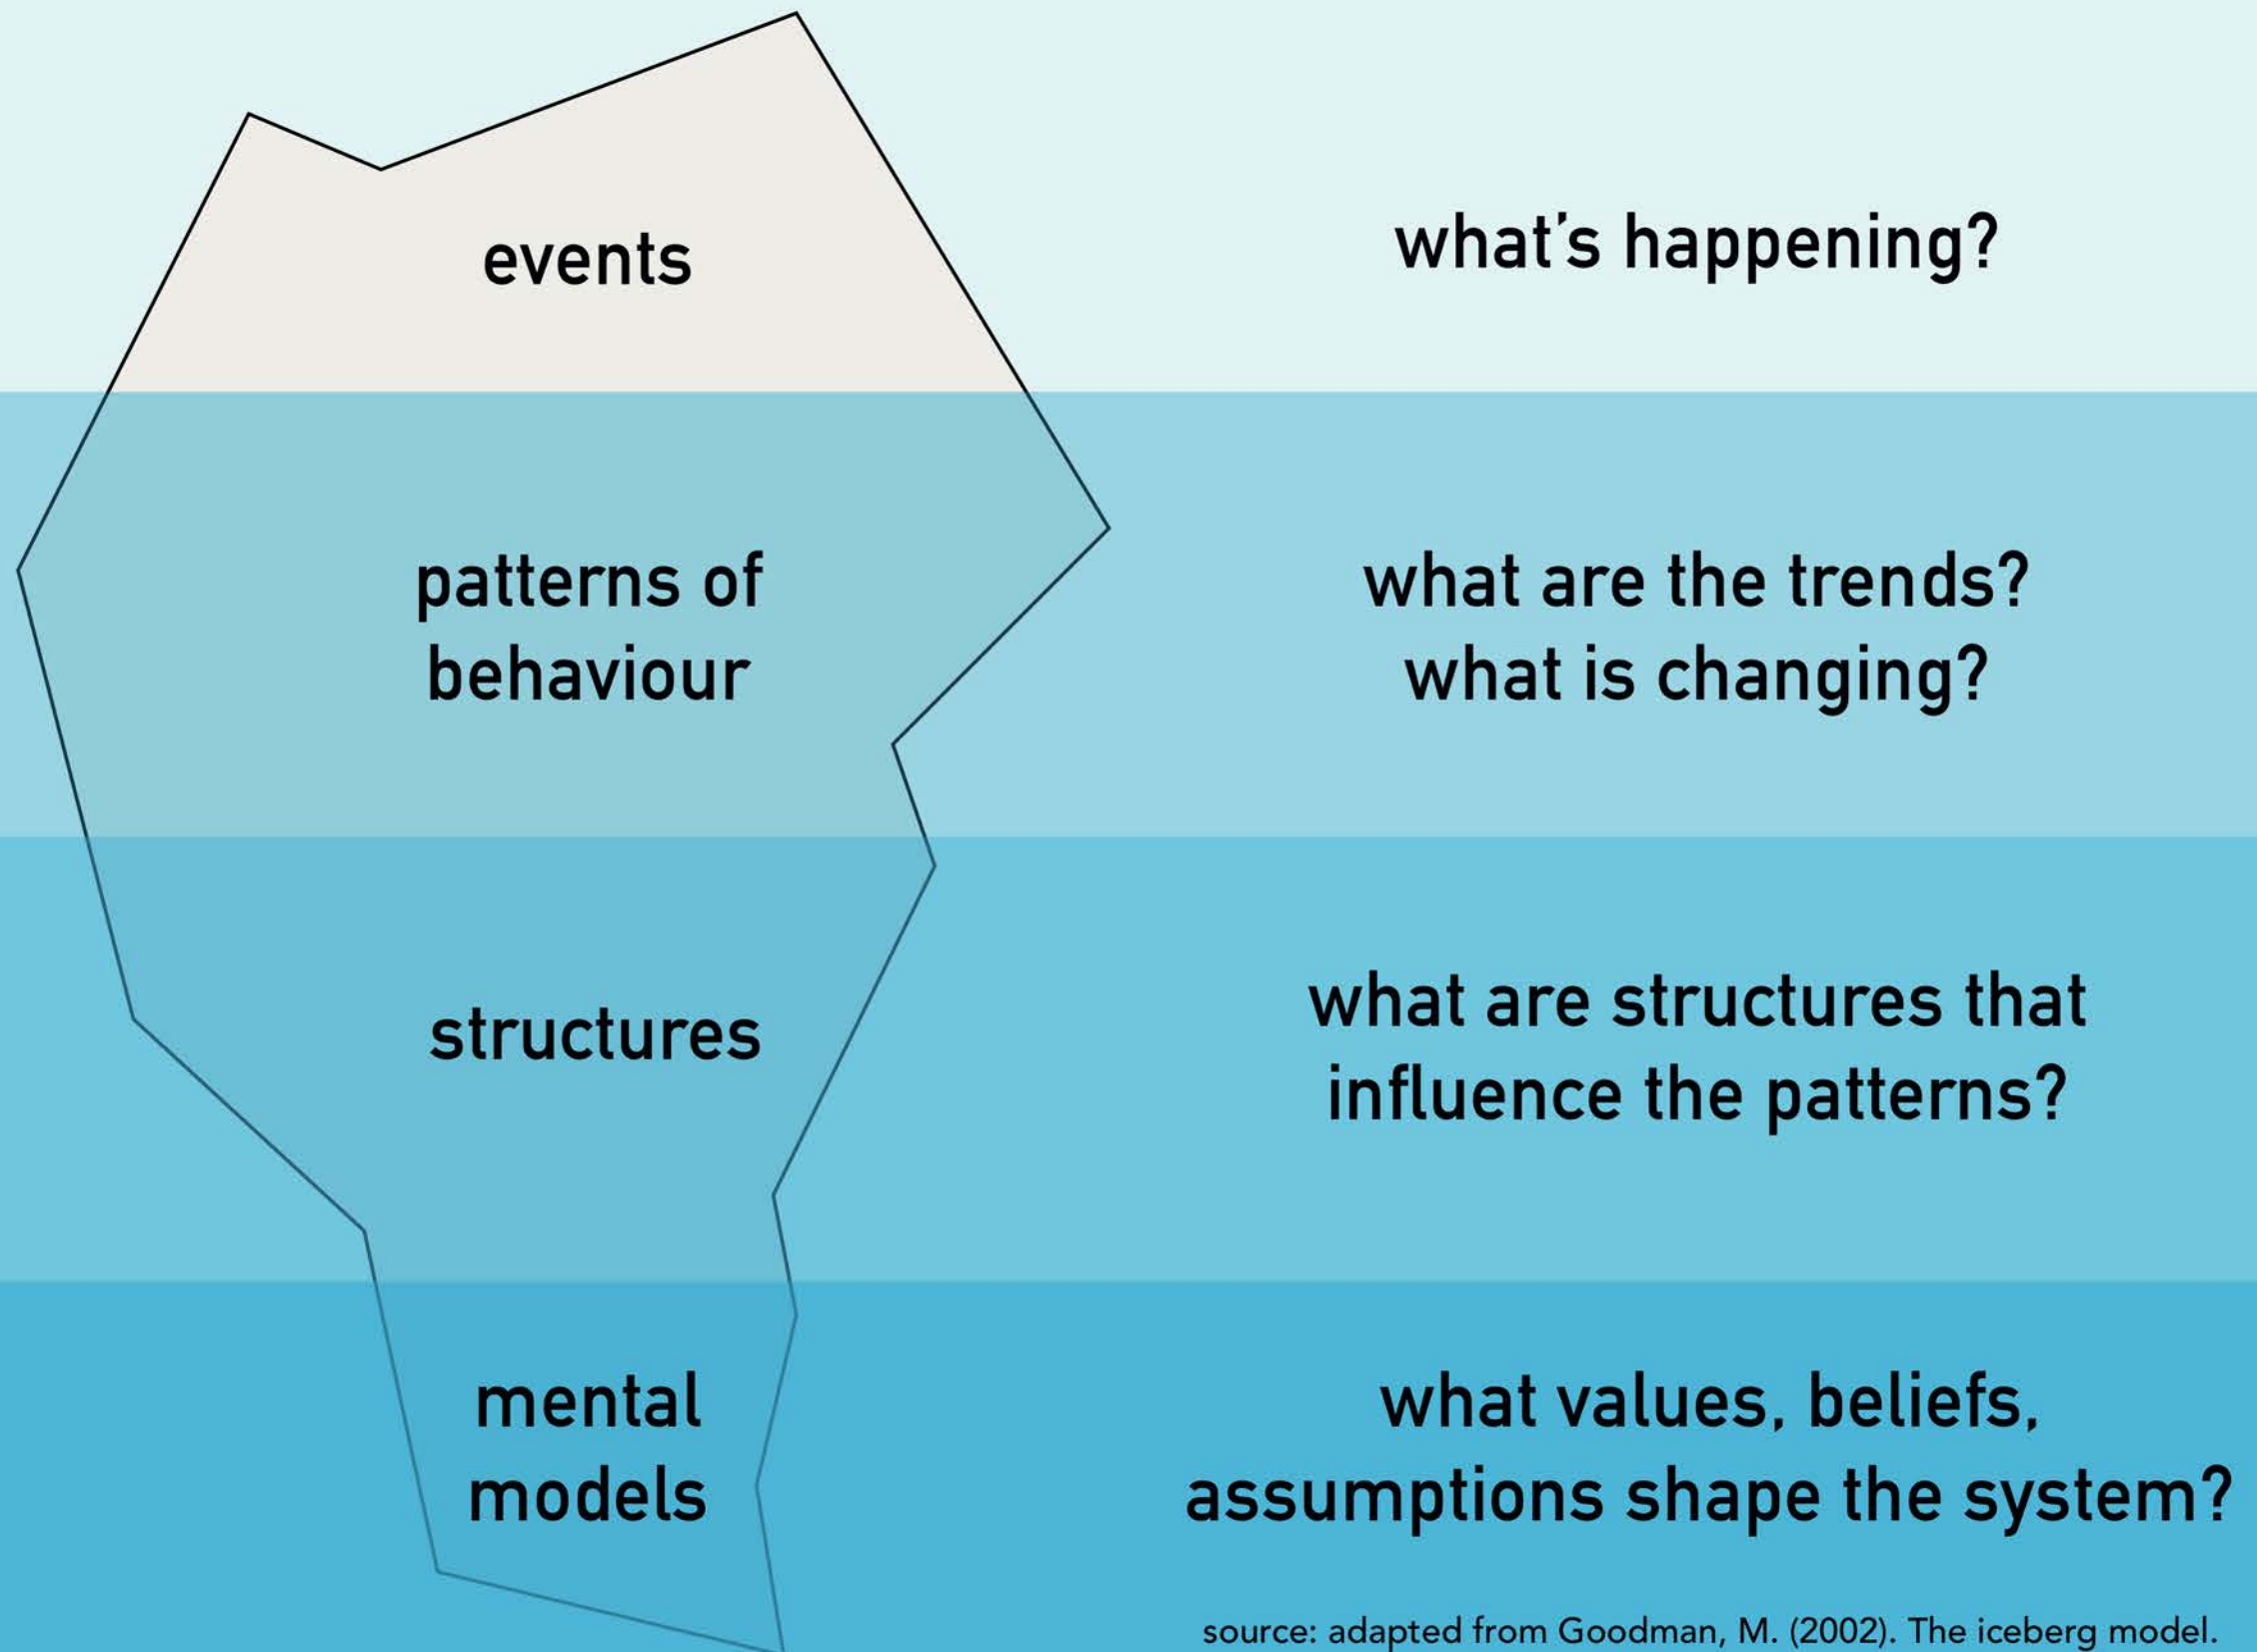 events
what's happening?
patterns of
behaviour
what are the trends?
what is changing?
structures
what are structures that
influence the patterns?
mental
models
what values, beliefs,
assumptions shape the system?
source: adapted from Goodman, M. (2002). The iceberg model.